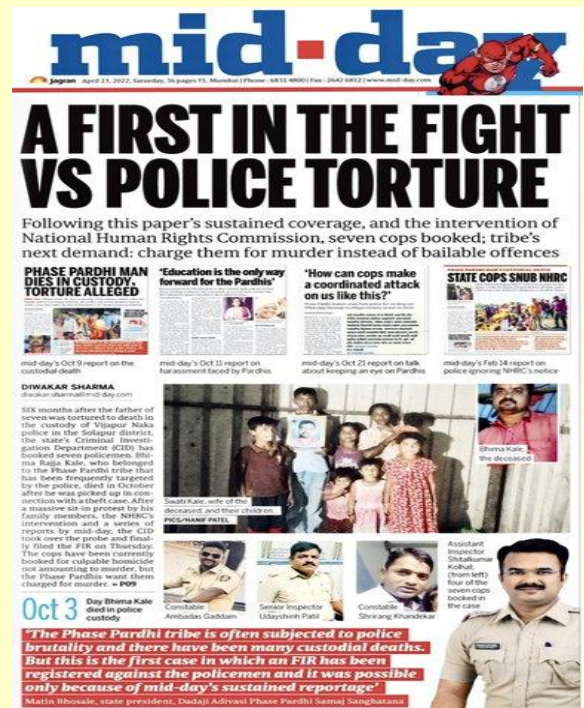 mid-day
jagran April 23, 2022, Saturday, 36 pages ₹5, Mumbai | Phone : 6831 4800 | Fax : 2642 6812 | www.mid-day.com
A FIRST IN THE FIGHT
VS POLICE TORTURE
Following this paper's sustained coverage, and the intervention of
National Human Rights Commission, seven cops booked; tribe's
next demand: charge them for murder instead of bailable offences
PHASE PARDHI MAN
DIES IN CUSTODY,
TORTURE ALLEGED
mid-day's Oct 9 report on the
custodial death
'Education is the only way
forward for the Pardhis'
mid-day's Oct 11 report on
harassment faced by Pardhis
'How can cops make
a coordinated attack
on us like this?'
mid-day's Oct 21 report on talk
about keeping an eye on Pardhis
STATE COPS SNUB NHRC
mid-day's Feb 14 report on
police ignoring NHRC's notice
DIWAKAR SHARMA
diwakar.sharma@mid-day.com
SIX months after the father of
seven was tortured to death in
the custody of Vijapur Naka
police in the Solapur district,
the state's Criminal Investi-
gation Department (CID) has
booked seven policemen. Bhi-
ma Rajja Kale, who belonged
to the Phase Pardhi tribe that
has been frequently targeted
by the police, died in October
after he was picked up in con-
nection with a theft case. After
a massive sit-in protest by his
family members, the NHRC's
intervention and a series of
reports by mid-day, the CID
took over the probe and final-
ly filed the FIR on Thursday.
The cops have been currently
booked for culpable homicide
not amounting to murder, but
the Phase Pardhis want them
charged for murder. » P09
Swati Kale, wife of the
deceased, and their children.
PICS/HANIF PATEL
Bhima Kale,
the deceased
Oct 3
Day Bhima Kale
died in police
custody
Constable
Ambadas Gaddam
Senior Inspector
Udayshinh Patil
Constable
Shrirang Khandekar
Assistant
Inspector
Shitalkumar
Kolhal;
(from left)
four of the
seven cops
booked in
the case
'The Phase Pardhi tribe is often subjected to police
brutality and there have been many custodial deaths.
But this is the first case in which an FIR has been
registered against the policemen and it was possible
only because of mid-day's sustained reportage'
Matin Bhosale, state president, Dadaji Adivasi Phase Pardhi Samaj Sanghatana